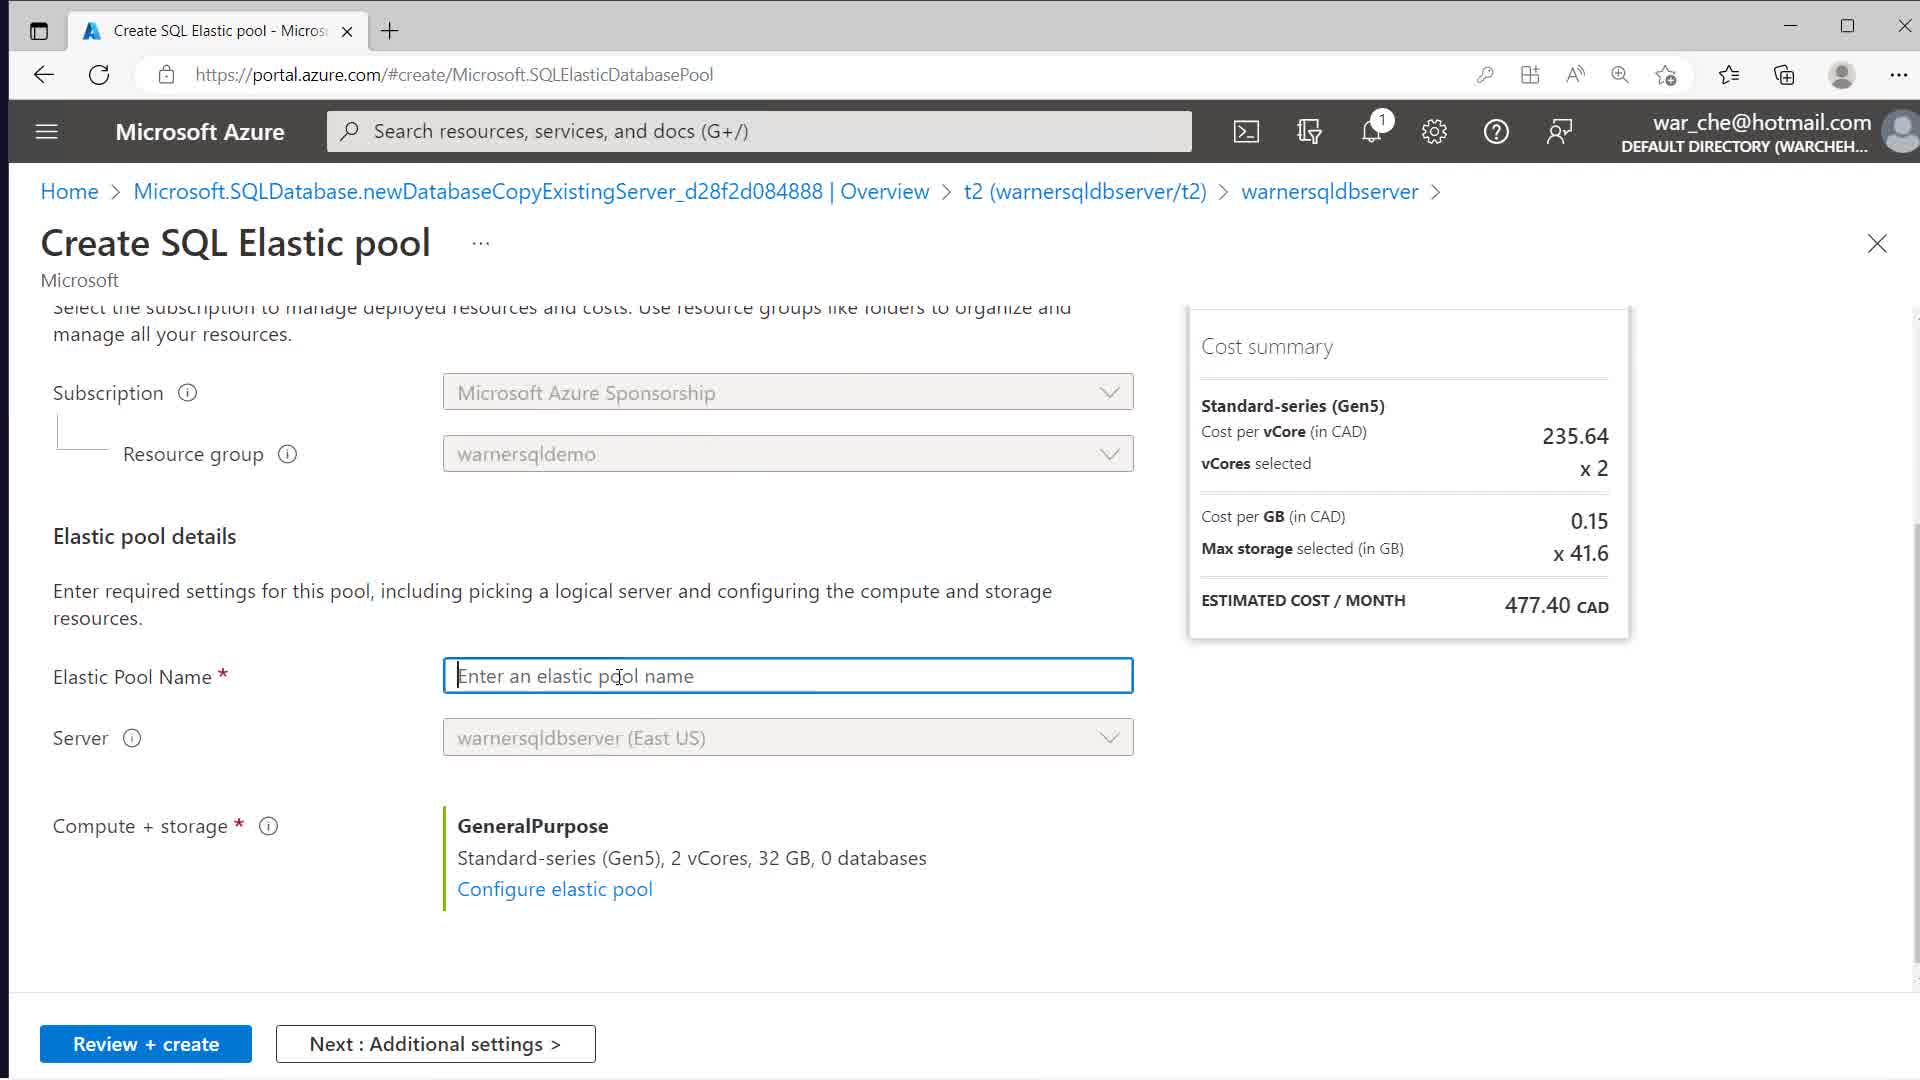 Create SQL Elastic pool - Micros
https://portal.azure.com/#create/Microsoft.SQLElasticDatabasePool
Microsoft Azure
Search resources, services, and docs (G+/)
1
war_che@hotmail.com
DEFAULT DIRECTORY (WARCHEH...
Home > Microsoft.SQLDatabase.newDatabaseCopyExistingServer_d28f2d084888 | Overview > t2 (warnersqldbserver/t2) > warnersqldbserver >
Create SQL Elastic pool ...
Microsoft
Select the subscription to manage deployed resources and costs. Use resource groups like folders to organize and
manage all your resources.
Subscription
Microsoft Azure Sponsorship
Resource group
warnersqldemo
Elastic pool details
Enter required settings for this pool, including picking a logical server and configuring the compute and storage
resources.
Elastic Pool Name *
Enter an elastic pool name
Server
warnersqldbserver (East US)
Compute + storage *
GeneralPurpose
Standard-series (Gen5), 2 vCores, 32 GB, 0 databases
Configure elastic pool
Cost summary
Standard-series (Gen5)
Cost per vCore (in CAD) 235.64
vCores selected x 2
Cost per GB (in CAD) 0.15
Max storage selected (in GB) x 41.6
ESTIMATED COST / MONTH 477.40 CAD
Review + create
Next : Additional settings >